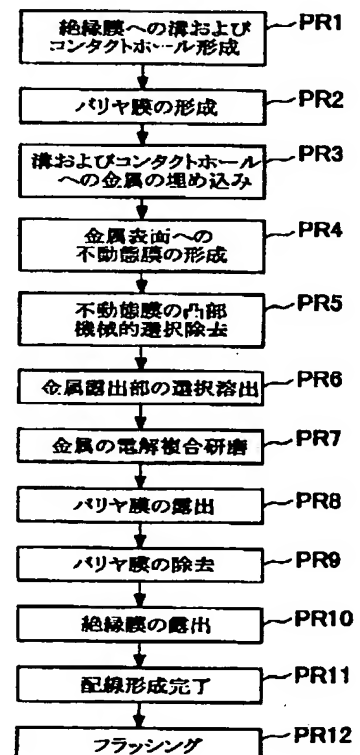 絶縁膜への溝および
コンタクトホール形成
PR1
バリヤ膜の形成
PR2
溝およびコンタクトホール
への金属の埋め込み
PR3
金属表面への
不動態膜の形成
PR4
不動態膜の凸部
機械的選択除去
PR5
金属露出部の選択溶出
PR6
金属の電解複合研磨
PR7
バリヤ膜の露出
PR8
バリヤ膜の除去
PR9
絶縁膜の露出
PR10
配線形成完了
PR11
フラッシング
PR12